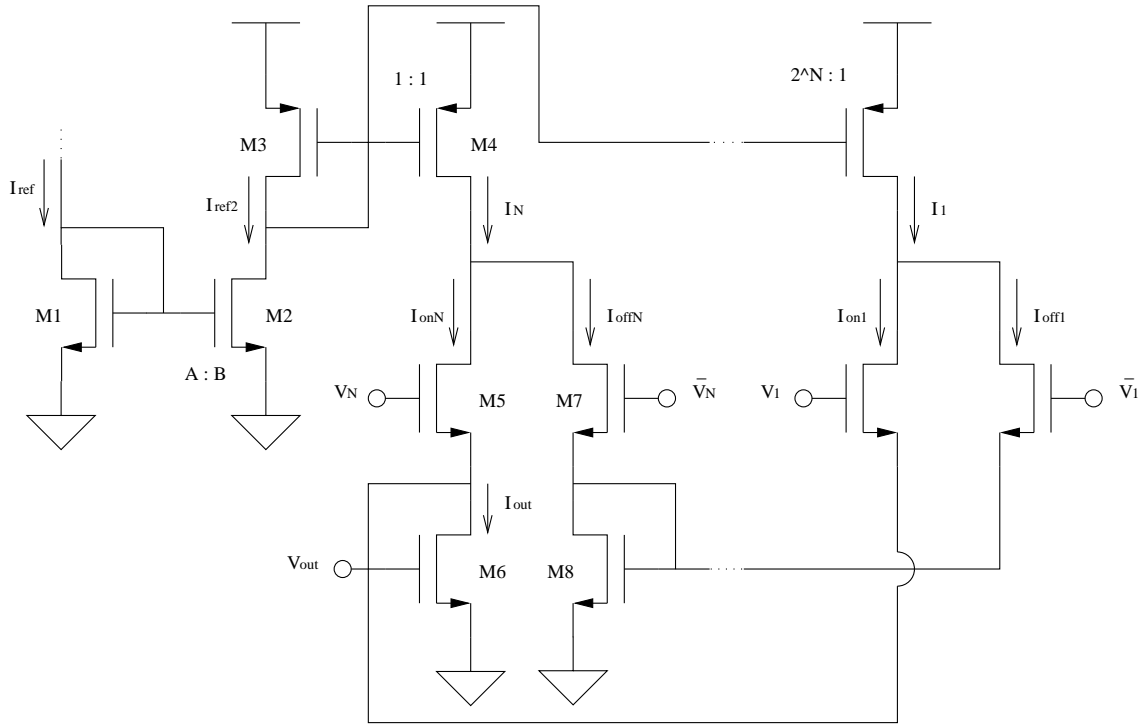 1 : 1
2^N : 1
M3
M4
Iref
Iref2
IN
I1
M1
M2
IonN
IoffN
Ion1
Ioff1
A : B
VN
M5
M7
V̄N
V1
V̄1
Iout
Vout
M6
M8